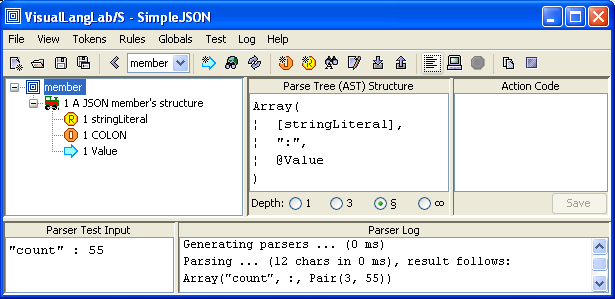 VisualLangLab/S - SimpleJSON
File View Tokens Rules Globals Test Log Help
member
member
1 A JSON member's structure
R 1 stringLiteral
1 COLON
1 Value
Parse Tree (AST) Structure
Array(
¦ [stringLiteral],
¦ ":",
¦ @Value
)
Depth: 1 3 § ∞
Action Code
Save
Parser Test Input
"count" : 55
Parser Log
Generating parsers ... (0 ms)
Parsing ... (12 chars in 0 ms), result follows:
Array("count", :, Pair(3, 55))